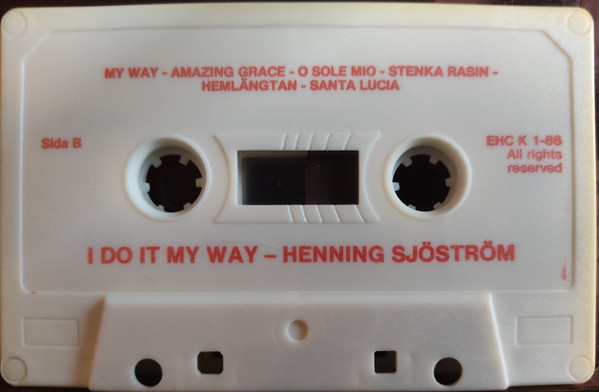 MY WAY - AMAZING GRACE - O SOLE MIO - STENKA RASIN -
HEMLÄNGTAN - SANTA LUCIA
Sida B
EHC K 1-86
All rights
reserved
I DO IT MY WAY – HENNING SJÖSTRÖM